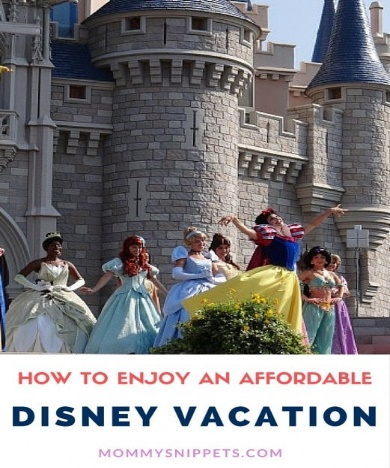 HOW TO ENJOY AN AFFORDABLE
DISNEY VACATION
MOMMYSNIPPETS.COM